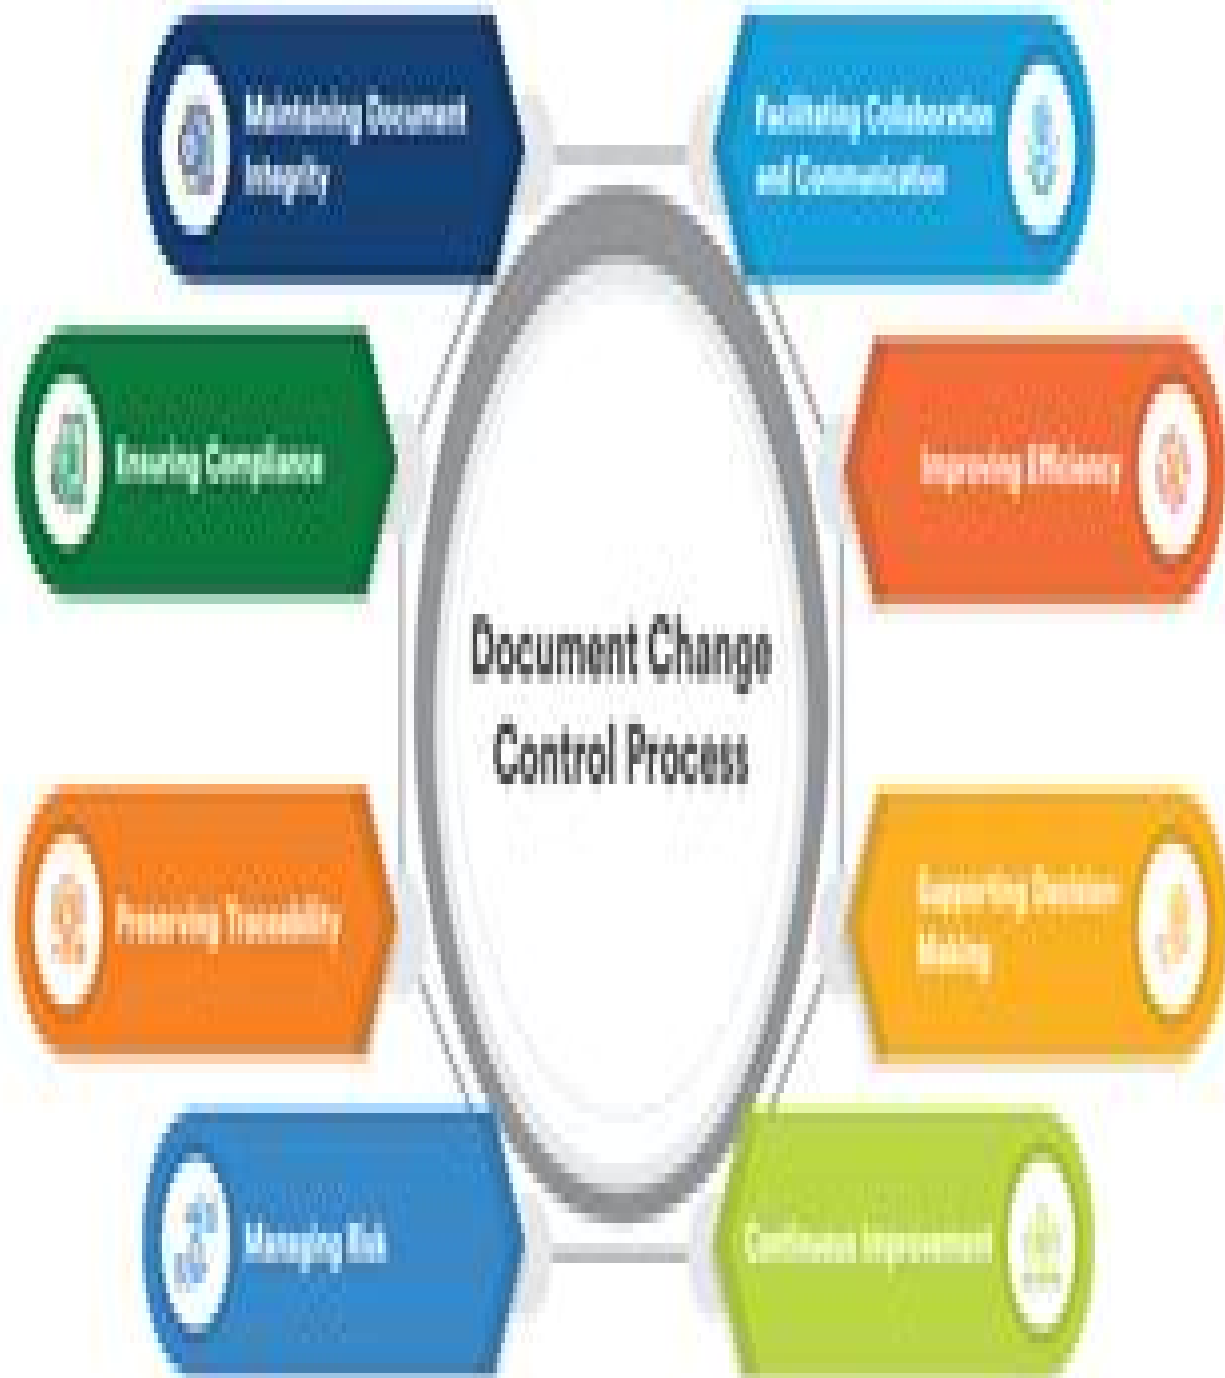 Maintaining Document
Integrity
Facilitating Collaboration
and Communication
Ensuring Compliance
Improving Efficiency
Document Change
Control Process
Preserving Traceability
Supporting Decision
Making
Managing Risk
Continuous Improvement